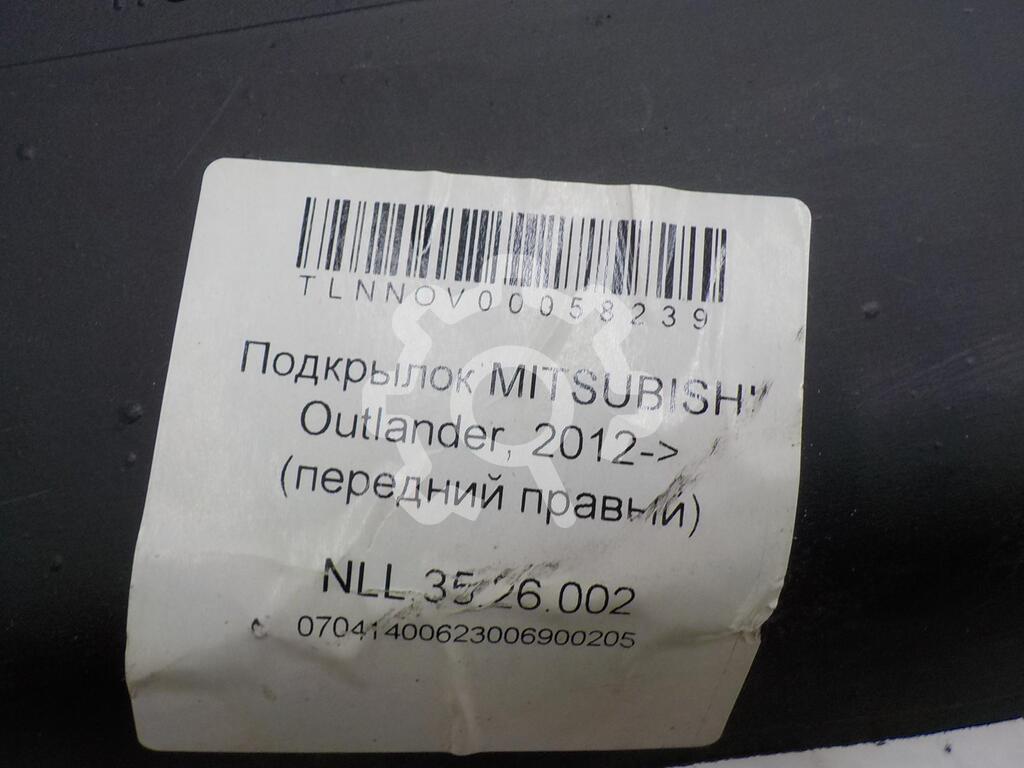 TLNNOV00058239
Подкрылок MITSUBISHI
Outlander, 2012->
(передний правый)
NLL.35.26.002
07041400623006900205